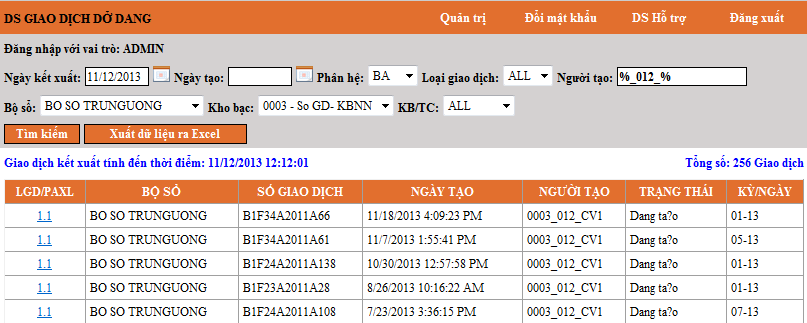 DS GIAO DỊCH DỞ DANG Quản trị Đổi mật khẩu DS Hỗ trợ Đăng xuất
Đăng nhập với vai trò: ADMIN
Ngày kết xuất: 11/12/2013 Ngày tạo: Phân hệ: BA Loại giao dịch: ALL Người tạo: %_012_%
Bộ sổ: BO SO TRUNGUONG Kho bạc: 0003 - So GD- KBNN KB/TC: ALL
Tìm kiếm Xuất dữ liệu ra Excel
Giao dịch kết xuất tính đến thời điểm: 11/12/2013 12:12:01 Tổng số: 256 Giao dịch
LGD/PAXL BỘ SỔ SỐ GIAO DỊCH NGÀY TẠO NGƯỜI TẠO TRẠNG THÁI KỲ/NGÀY
1.1 BO SO TRUNGUONG B1F34A2011A66 11/18/2013 4:09:23 PM 0003_012_CV1 Dang ta?o 01-13
1.1 BO SO TRUNGUONG B1F34A2011A61 11/7/2013 1:55:41 PM 0003_012_CV1 Dang ta?o 05-13
1.1 BO SO TRUNGUONG B1F24A2011A138 10/30/2013 12:57:58 PM 0003_012_CV1 Dang ta?o 01-13
1.1 BO SO TRUNGUONG B1F23A2011A28 8/26/2013 10:16:22 AM 0003_012_CV1 Dang ta?o 01-13
1.1 BO SO TRUNGUONG B1F24A2011A108 7/23/2013 3:36:15 PM 0003_012_CV1 Dang ta?o 07-13